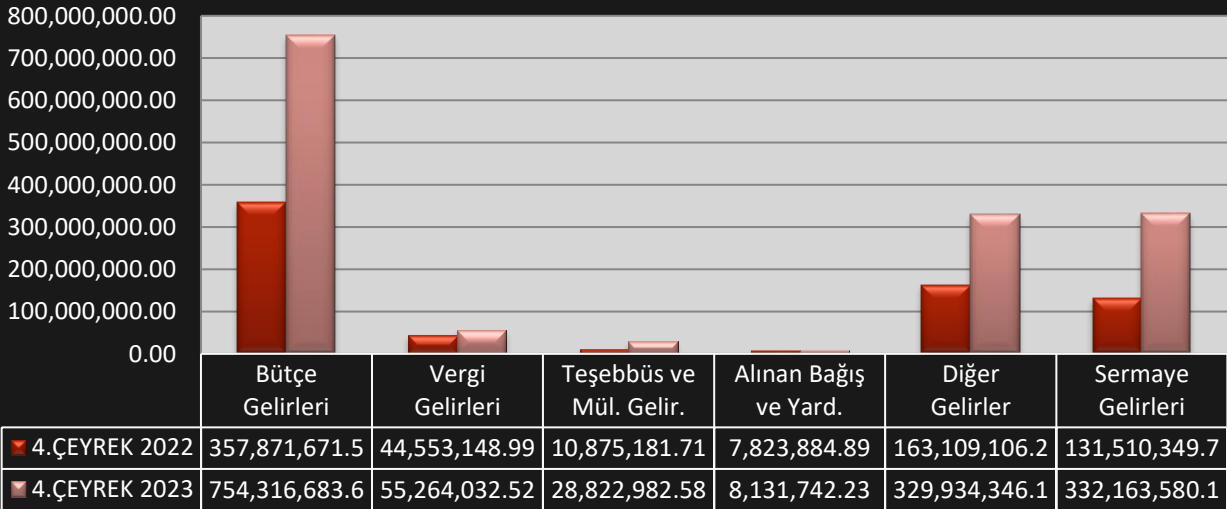 800,000,000.00
700,000,000.00
600,000,000.00
500,000,000.00
400,000,000.00
300,000,000.00
200,000,000.00
100,000,000.00
0.00
Bütçe Gelirleri
Vergi Gelirleri
Teşebbüs ve Mül. Gelir.
Alınan Bağış ve Yard.
Diğer Gelirler
Sermaye Gelirleri
4.ÇEYREK 2022 357,871,671.5 44,553,148.99 10,875,181.71 7,823,884.89 163,109,106.2 131,510,349.7
4.ÇEYREK 2023 754,316,683.6 55,264,032.52 28,822,982.58 8,131,742.23 329,934,346.1 332,163,580.1